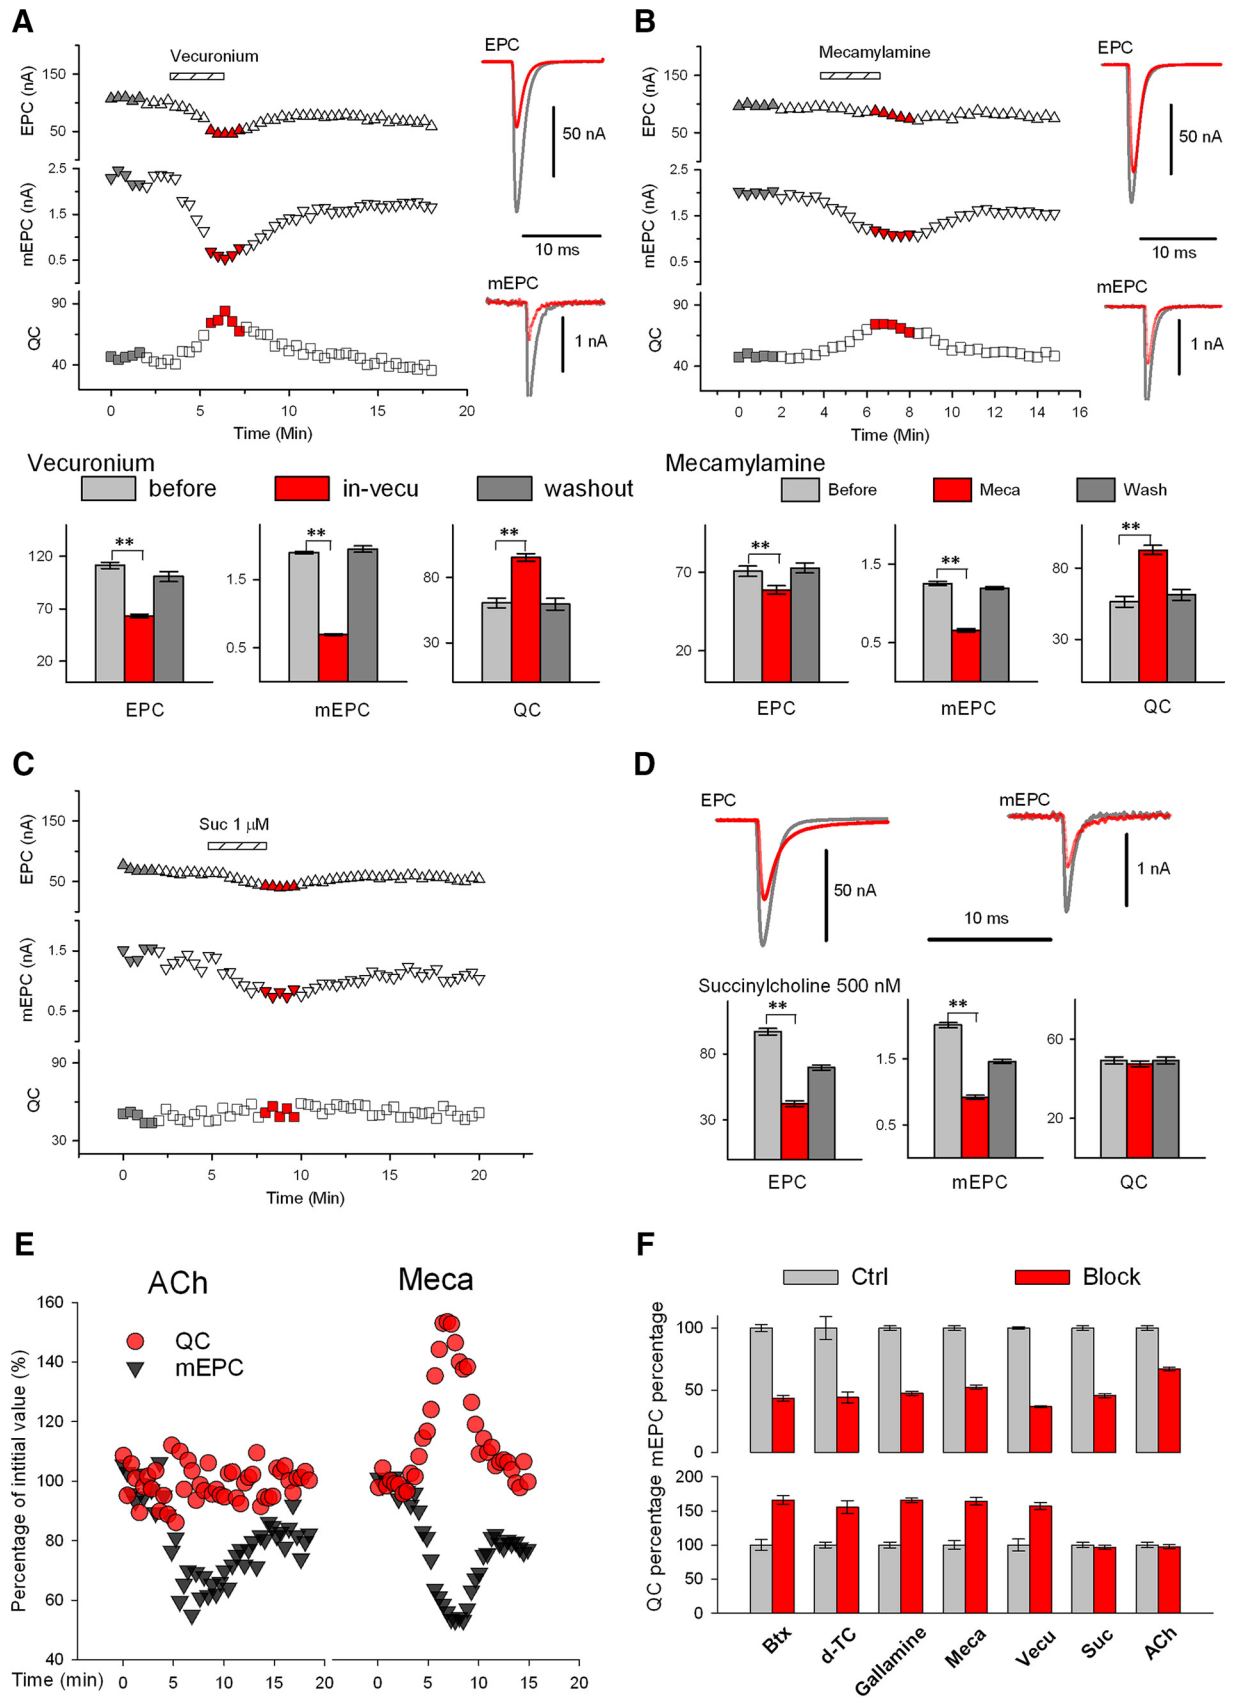 A
Vecuronium
EPC (nA)
150
50
mEPC (nA)
2.5
1.5
0.5
QC
90
40
0 5 10 15 20
Time (Min)
EPC
50 nA
10 ms
mEPC
1 nA
B
Mecamylamine
EPC (nA)
150
50
mEPC (nA)
2.5
1.5
0.5
QC
90
40
0 2 4 6 8 10 12 14 16
Time (Min)
EPC
50 nA
10 ms
mEPC
1 nA
Vecuronium
before in-vecu washout
120
70
20
**
EPC
1.5
0.5
**
mEPC
80
30
**
QC
Mecamylamine
Before Meca Wash
70
20
**
EPC
1.5
0.5
**
mEPC
80
30
**
QC
C
Suc 1 µM
EPC (nA)
150
50
mEPC (nA)
1.5
0.5
QC
90
30
0 5 10 15 20
Time (Min)
D
EPC
50 nA
mEPC
1 nA
10 ms
Succinylcholine 500 nM
80
30
**
EPC
1.5
0.5
**
mEPC
60
20
QC
E
ACh Meca
QC
mEPC
Percentage of intitial value (%)
160
140
120
100
80
60
40
Time (min) 0 5 10 15 20 0 5 10 15 20
F
Ctrl Block
mEPC percentage
100
50
0
QC percentage
200
150
100
50
0
Btx d-TC Gallamine Meca Vecu Suc ACh